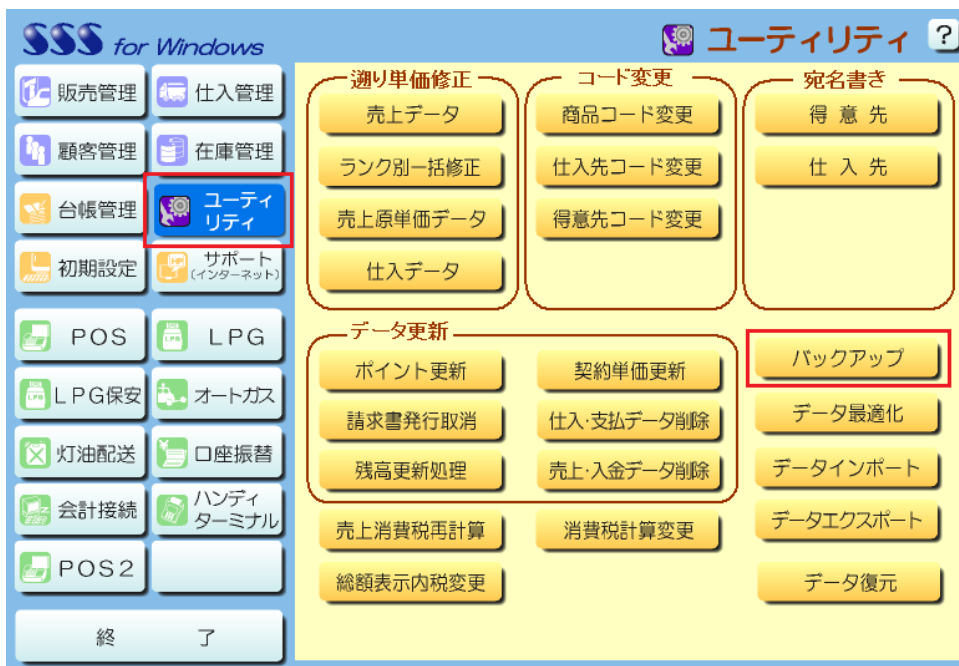 SSS for Windows
ユーティリティ
?
販売管理
仕入管理
顧客管理
在庫管理
台帳管理
ユーティ
リティ
初期設定
サポート
(インターネット)
POS
LPG
LPG保安
オートガス
灯油配送
口座振替
会計接続
ハンディ
ターミナル
POS2
終 了
遡り単価修正
売上データ
ランク別一括修正
売上原単価データ
仕入データ
コード変更
商品コード変更
仕入先コード変更
得意先コード変更
宛名書き
得 意 先
仕 入 先
データ更新
ポイント更新
契約単価更新
請求書発行取消
仕入・支払データ削除
残高更新処理
売上・入金データ削除
売上消費税再計算
消費税計算変更
総額表示内税変更
バックアップ
データ最適化
データインポート
データエクスポート
データ復元